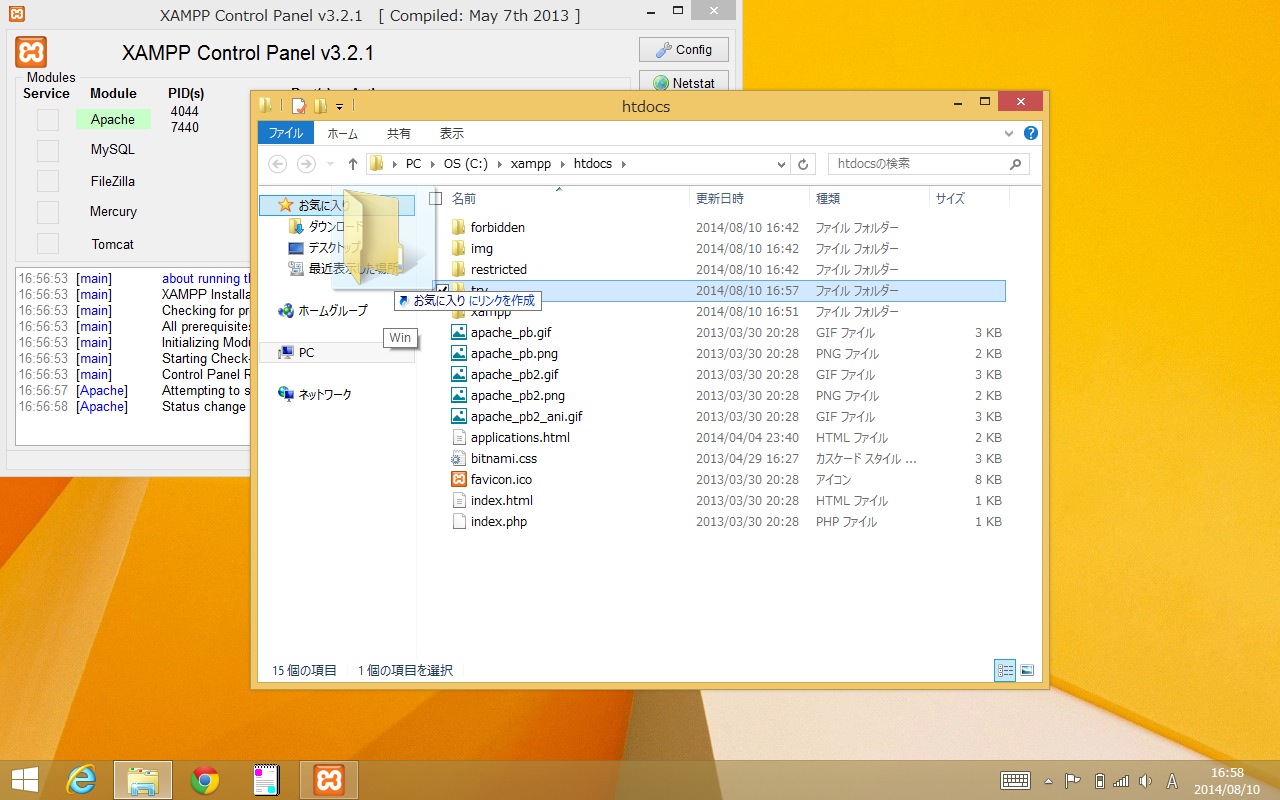 XAMPP Control Panel v3.2.1 [ Compiled: May 7th 2013 ]
XAMPP Control Panel v3.2.1
Config
Netstat
Modules
Service Module PID(s)
Apache 4044
7440
MySQL
FileZilla
Mercury
Tomcat
16:56:53 [main] about running
16:56:53 [main] XAMPP Installa
16:56:53 [main] Checking for pr
16:56:53 [main] All prerequisites
16:56:53 [main] Initializing Modu
16:56:53 [main] Starting Check-
16:56:53 [main] Control Panel R
16:56:57 [Apache] Attempting to s
16:56:58 [Apache] Status change
htdocs
ファイル ホーム 共有 表示
PC OS (C:) xampp htdocs
htdocsの検索
お気に入り
ダウンロード
デスクトップ
最近表示した場所
ホームグループ
PC
ネットワーク
お気に入り にリンクを作成
Win
名前 更新日時 種類 サイズ
forbidden 2014/08/10 16:42 ファイル フォルダー
img 2014/08/10 16:42 ファイル フォルダー
restricted 2014/08/10 16:42 ファイル フォルダー
try 2014/08/10 16:57 ファイル フォルダー
xampp 2014/08/10 16:51 ファイル フォルダー
apache_pb.gif 2013/03/30 20:28 GIF ファイル 3 KB
apache_pb.png 2013/03/30 20:28 PNG ファイル 2 KB
apache_pb2.gif 2013/03/30 20:28 GIF ファイル 3 KB
apache_pb2.png 2013/03/30 20:28 PNG ファイル 2 KB
apache_pb2_ani.gif 2013/03/30 20:28 GIF ファイル 3 KB
applications.html 2014/04/04 23:40 HTML ファイル 2 KB
bitnami.css 2013/04/29 16:27 カスケード スタイル ... 3 KB
favicon.ico 2013/03/30 20:28 アイコン 8 KB
index.html 2013/03/30 20:28 HTML ファイル 1 KB
index.php 2013/03/30 20:28 PHP ファイル 1 KB
15 個の項目 1 個の項目を選択
A
16:58
2014/08/10